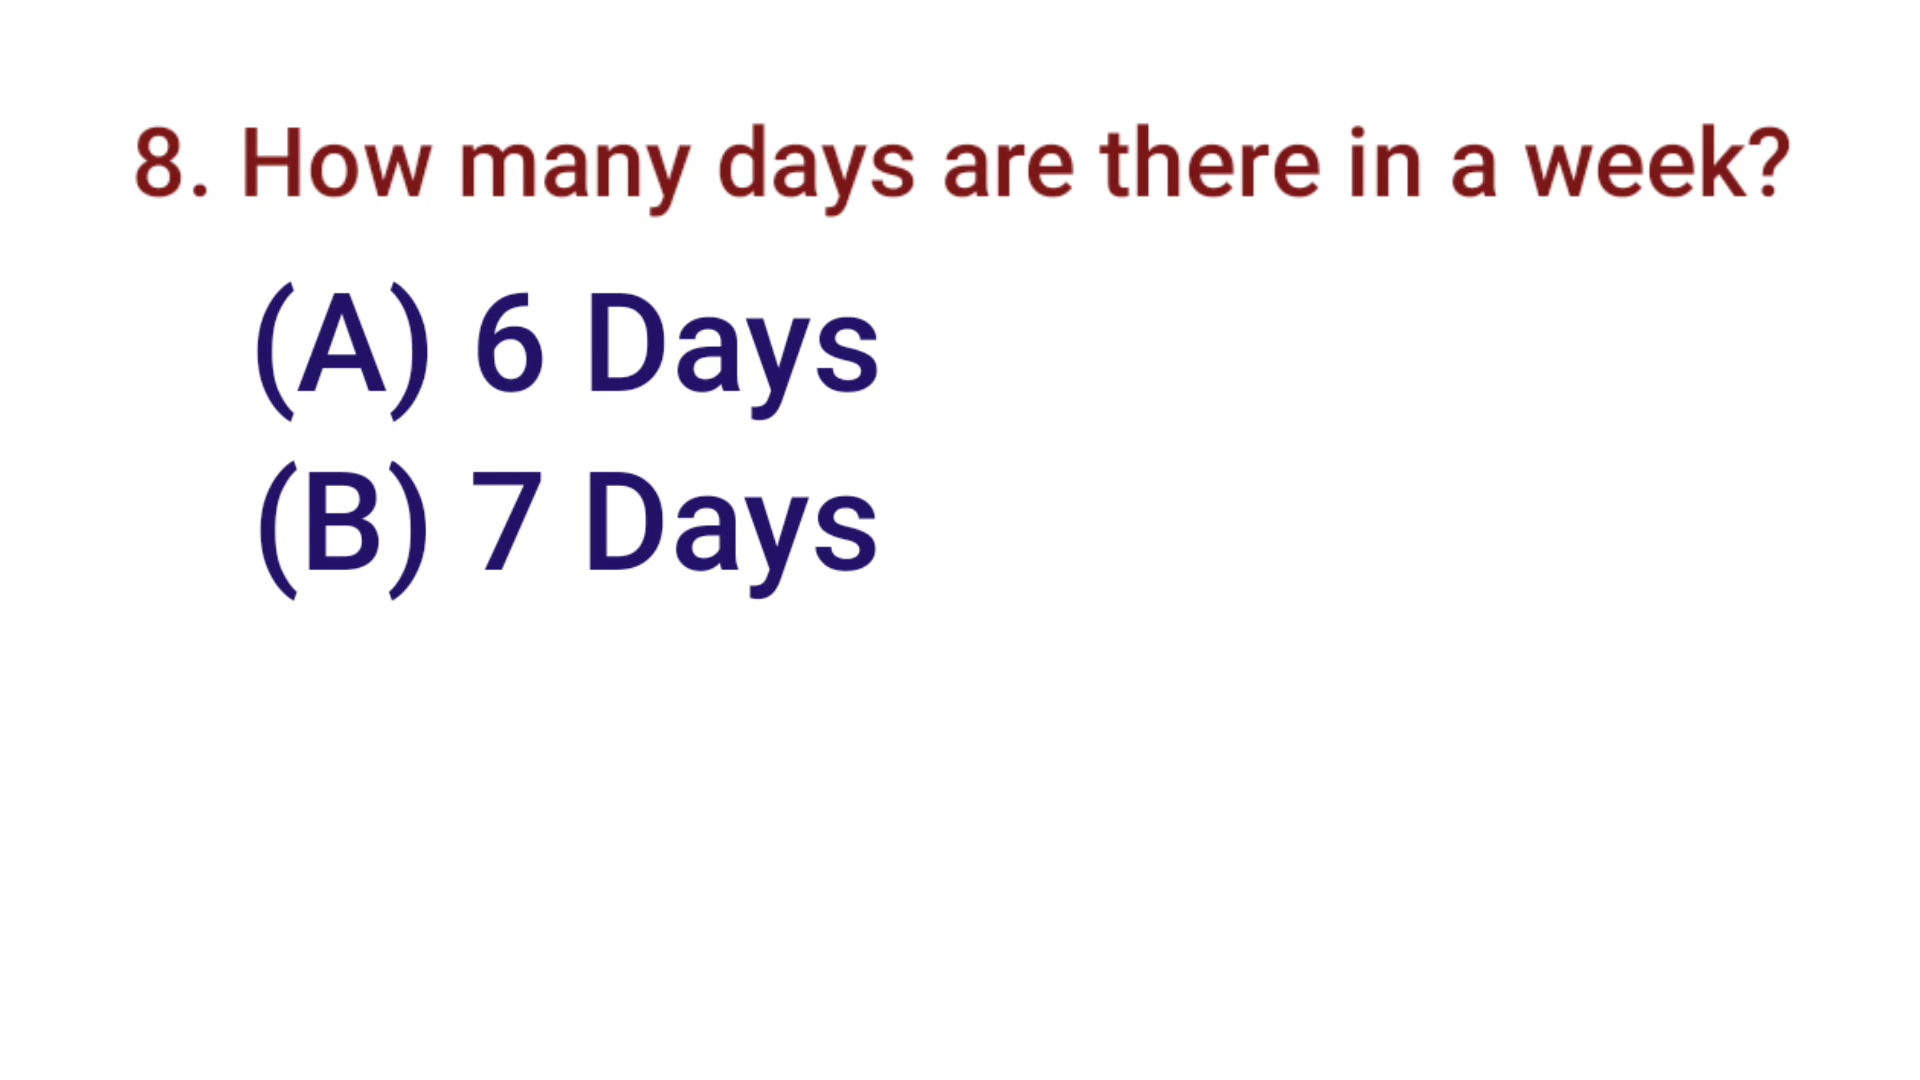 8. How many days are there in a week?
(A) 6 Days
(B) 7 Days